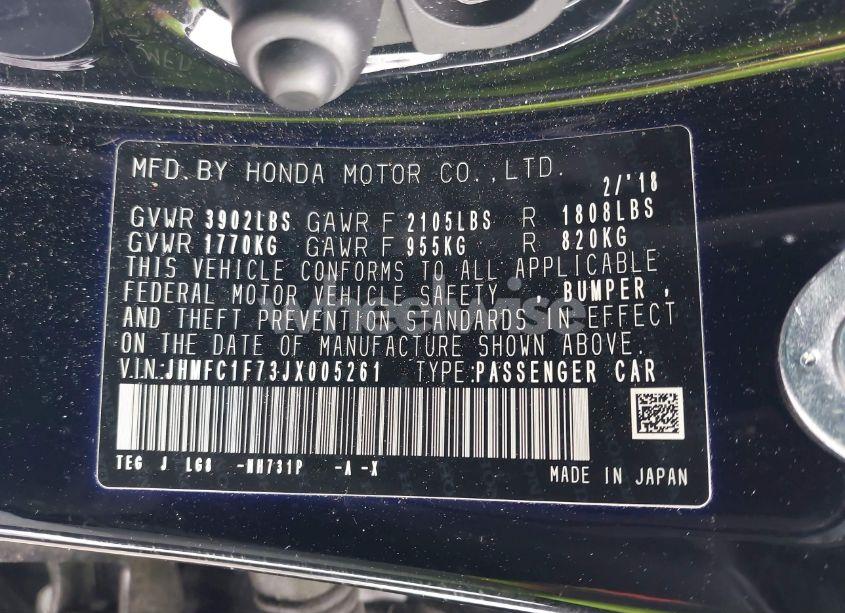 MFD. BY HONDA MOTOR CO.,LTD. 2/'18
GVWR 3902LBS GAWR F 2105LBS R 1808LBS
GVWR 1770KG GAWR F 955KG R 820KG
THIS VEHICLE CONFORMS TO ALL APPLICABLE
FEDERAL MOTOR VEHICLE SAFETY , BUMPER ,
AND THEFT PREVENTION STANDARDS IN EFFECT
ON THE DATE OF MANUFACTURE SHOWN ABOVE.
V.I.N.:JHMFC1F73JX005261 TYPE:PASSENGER CAR
TEG J LG8 -NH731P -A -X
MADE IN JAPAN
wheelwise